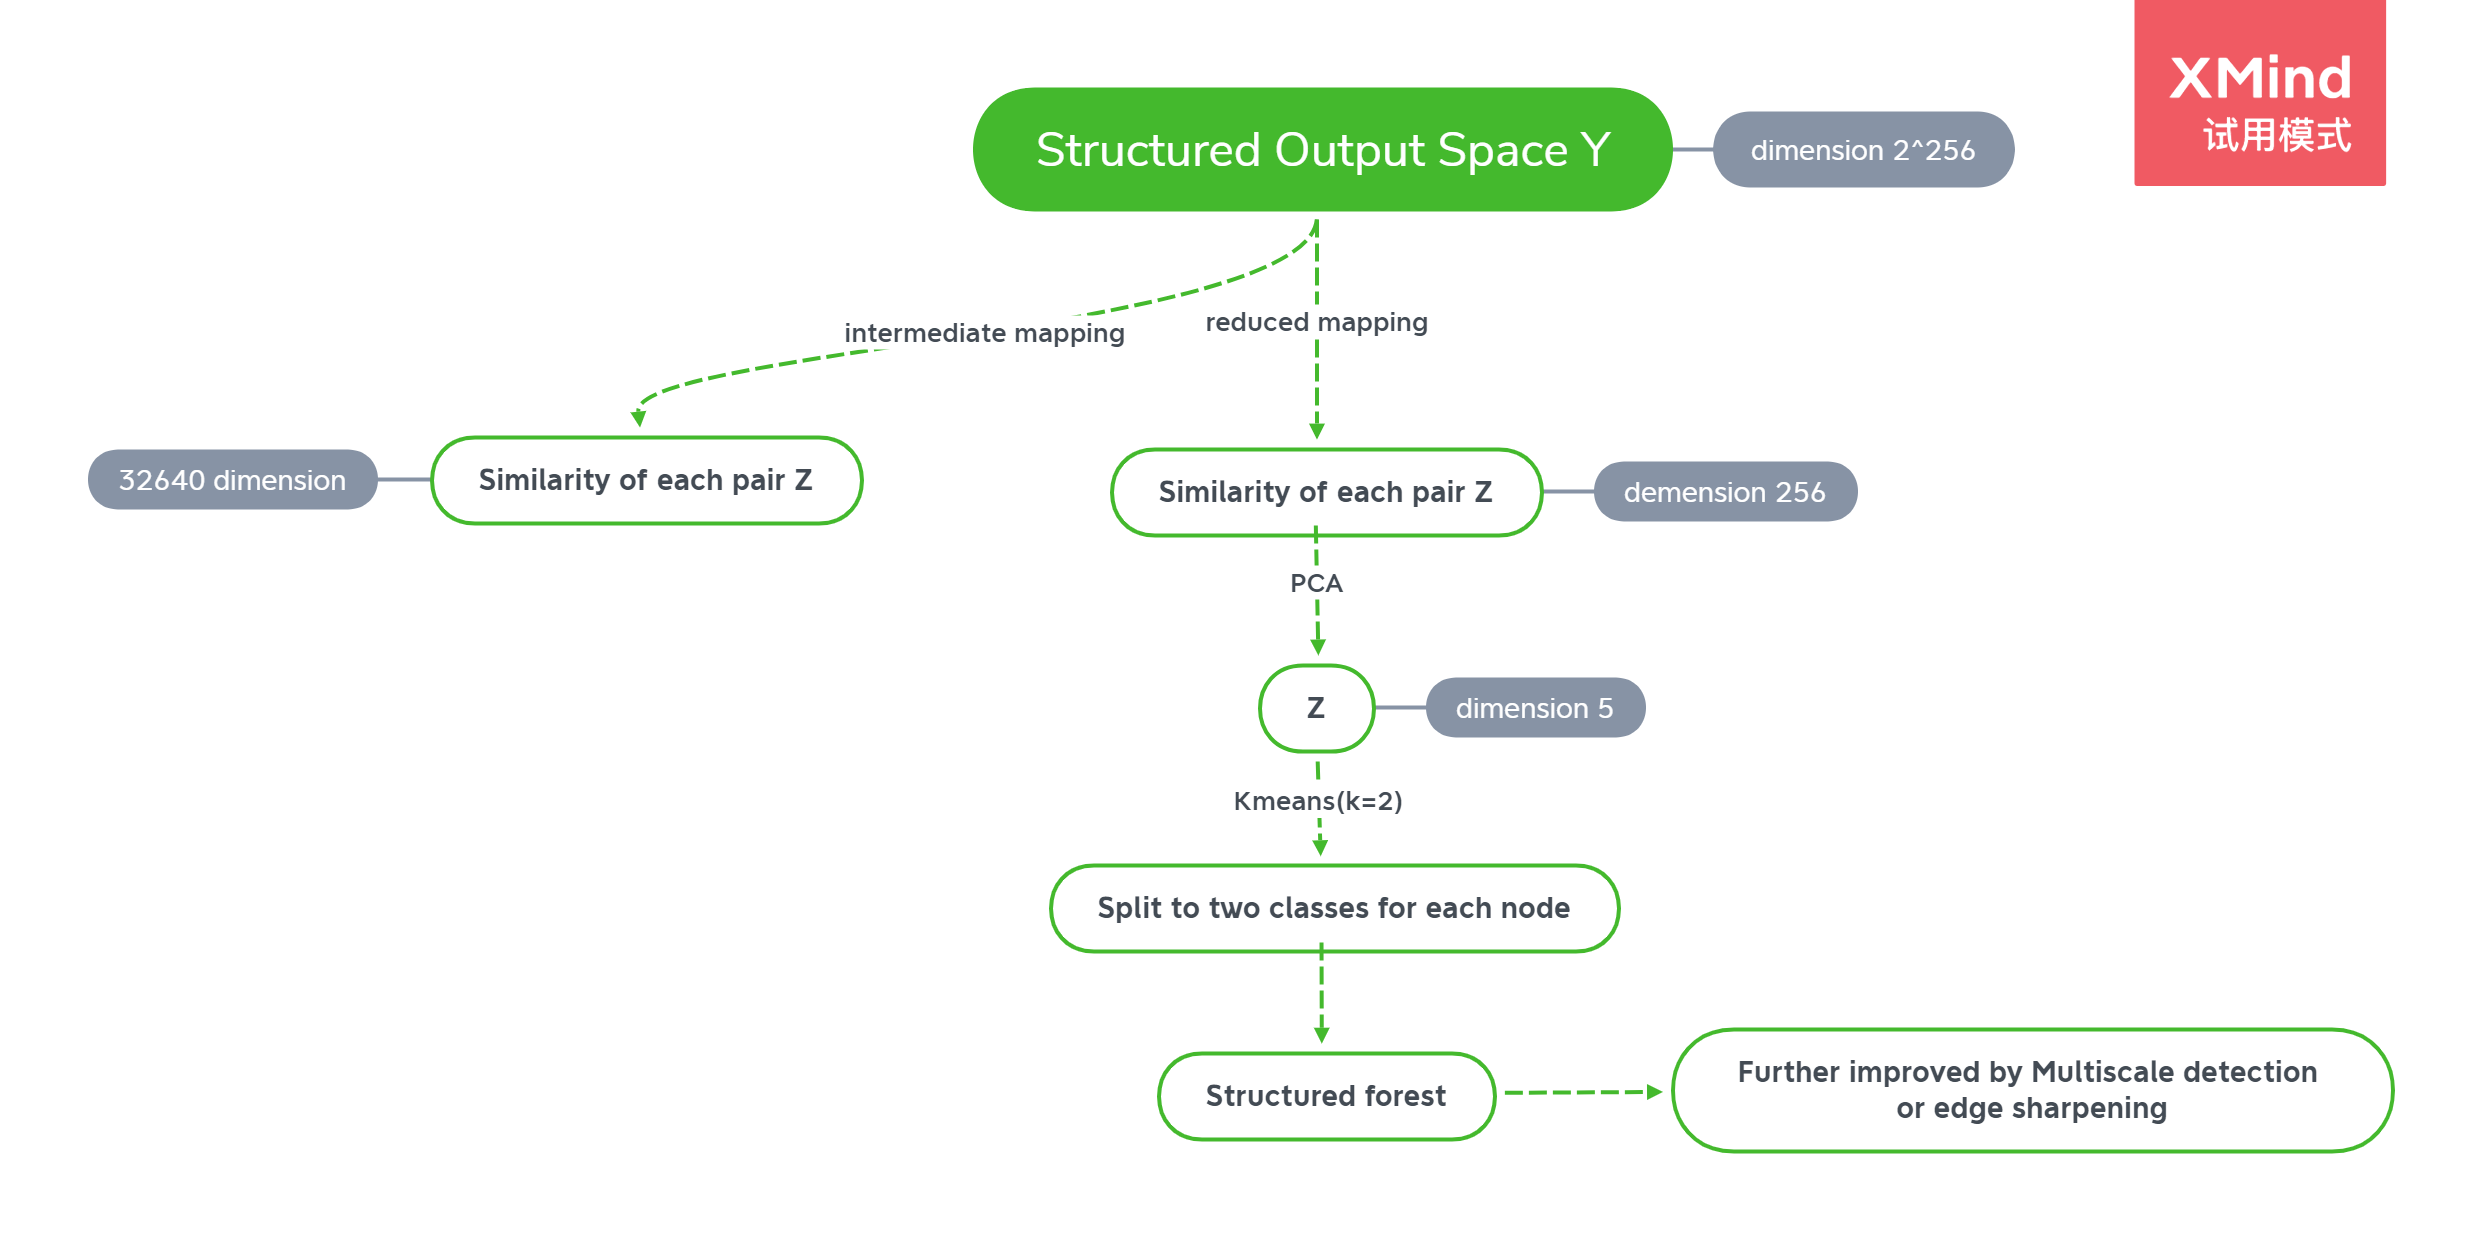 XMind
试用模式
Structured Output Space Y
dimension 2^256
intermediate mapping
reduced mapping
32640 dimension
Similarity of each pair Z
Similarity of each pair Z
demension 256
PCA
Z
dimension 5
Kmeans(k=2)
Split to two classes for each node
Structured forest
Further improved by Multiscale detection
or edge sharpening